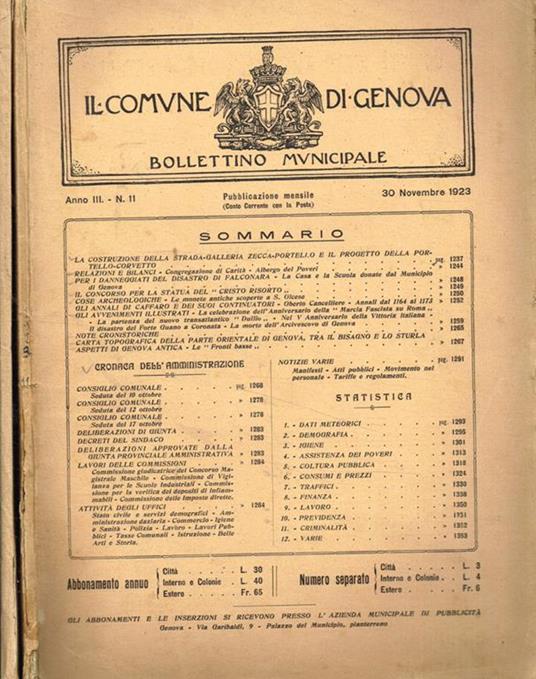 IL·COMVNE DI·GENOVA
BOLLETTINO MVNICIPALE
Anno III. - N. 11
Pubblicazione mensile
(Conto Corrente con la Posta)
30 Novembre 1923
SOMMARIO
LA COSTRUZIONE DELLA STRADA-GALLERIA ZECCA-PORTELLO E IL PROGETTO DELLA POR-
TELLO-CORVETTO . . . pag. 1237
RELAZIONI E BILANCI - Congregazione di Carità - Albergo dei Poveri . . . » 1244
PER I DANNEGGIATI DEL DISASTRO DI FALCONARA - La Casa e la Scuola donate dal Municipio
di Genova . . . » 1248
IL CONCORSO PER LA STATUA DEL " CRISTO RISORTO „ . . . » 1249
COSE ARCHEOLOGICHE - Le monete antiche scoperte a S. Olcese . . . » 1250
GLI ANNALI DI CAFFARO E DEI SUOI CONTINUATORI - Oberto Cancelliere - Annali dal 1164 al 1173 » 1252
GLI AVVENIMENTI ILLUSTRATI - La celebrazione dell'Anniversario della " Marcia Fascista su Roma „
- La partenza del nuovo transatlantico " Duilio „ - Nel V Anniversario della Vittoria Italiana -
Il disastro del Forte Guano a Coronata - La morte dell'Arcivescovo di Genova . . . » 1259
NOTE CRONISTORICHE . . . » 1265
CARTA TOPOGRAFICA DELLA PARTE ORIENTALE DI GENOVA, TRA IL BISAGNO E LO STURLA
ASPETTI DI GENOVA ANTICA - Le " Fronti basse „ . . . » 1267
CRONACA DELL'AMMINISTRAZIONE
CONSIGLIO COMUNALE . . . pag. 1268
Seduta del 10 ottobre
CONSIGLIO COMUNALE . . . » 1278
Seduta del 12 ottobre
CONSIGLIO COMUNALE . . . » 1278
Seduta del 17 ottobre
DELIBERAZIONI DI GIUNTA . . . » 1283
DECRETI DEL SINDACO . . . » 1283
DELIBERAZIONI APPROVATE DALLA
GIUNTA PROVINCIALE AMMINISTRATIVA » 1283
LAVORI DELLE COMMISSIONI . . . » 1284
Commissione giudicatrice del Concorso Ma-
gistrale Maschile - Commissione di Vigi-
lanza per le Scuole Industriali - Commis-
sione per la verifica dei depositi di infiam-
mabili - Commissione delle Imposte dirette.
ATTIVITÀ DEGLI UFFICI . . . » 1284
Stato civile e servizi demografici - Am-
ministrazione daziaria - Commercio - Igiene
e Sanità - Polizia - Lavoro - Lavori Pub-
blici - Tasse Comunali - Istruzione - Belle
Arti e Storia.
NOTIZIE VARIE . . . pag. 1291
Manifesti - Atti pubblici - Movimento nel
personale - Tariffe e regolamenti.
STATISTICA
1. - DATI METEORICI . . . pag. 1293
2. - DEMOGRAFIA . . . » 1295
3. - IGIENE . . . » 1301
4. - ASSISTENZA DEI POVERI . . . » 1313
5. - COLTURA PUBBLICA . . . » 1318
6. - CONSUMI E PREZZI . . . » 1324
7. - TRAFFICI . . . » 1330
8. - FINANZA . . . » 1338
9. - LAVORO . . . » 1350
10. - PREVIDENZA . . . » 1351
11. - CRIMINALITÀ . . . » 1352
12. - VARIE . . . » 1353
Abbonamento annuo
Città . . . L. 30
Interno e Colonie . L. 40
Estero . . . Fr. 65
Numero separato
Città . . . L. 3
Interno e Colonie . . L. 4
Estero . . . Fr. 6
GLI ABBONAMENTI E LE INSERZIONI SI RICEVONO PRESSO L'AZIENDA MUNICIPALE DI PUBBLICITÀ
Genova - Via Garibaldi, 9 - Palazzo del Municipio, pianterreno